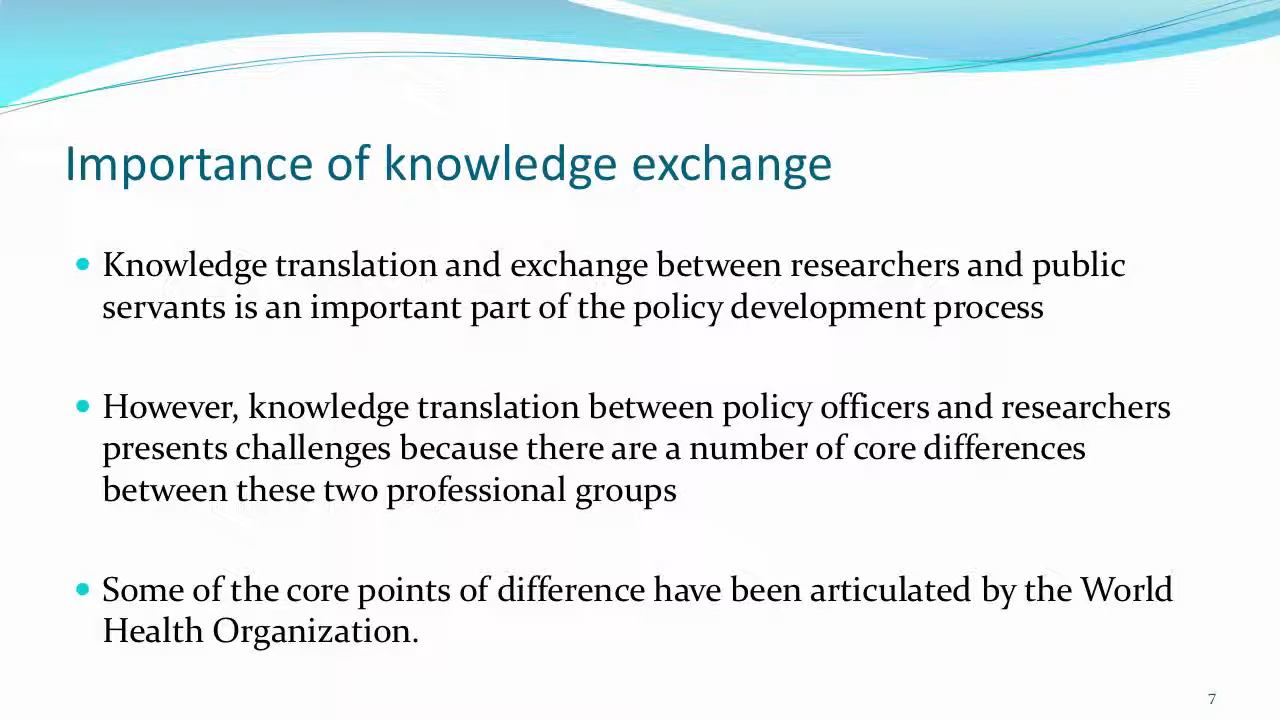 Importance of knowledge exchange
• Knowledge translation and exchange between researchers and public
servants is an important part of the policy development process
• However, knowledge translation between policy officers and researchers
presents challenges because there are a number of core differences
between these two professional groups
• Some of the core points of difference have been articulated by the World
Health Organization.
7